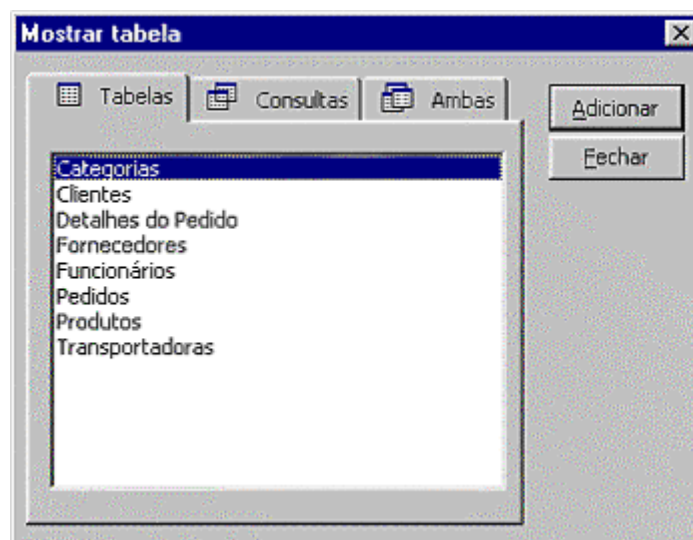 Mostrar tabela
Tabelas Consultas Ambas
Adicionar
Fechar
Categorias
Clientes
Detalhes do Pedido
Fornecedores
Funcionários
Pedidos
Produtos
Transportadoras